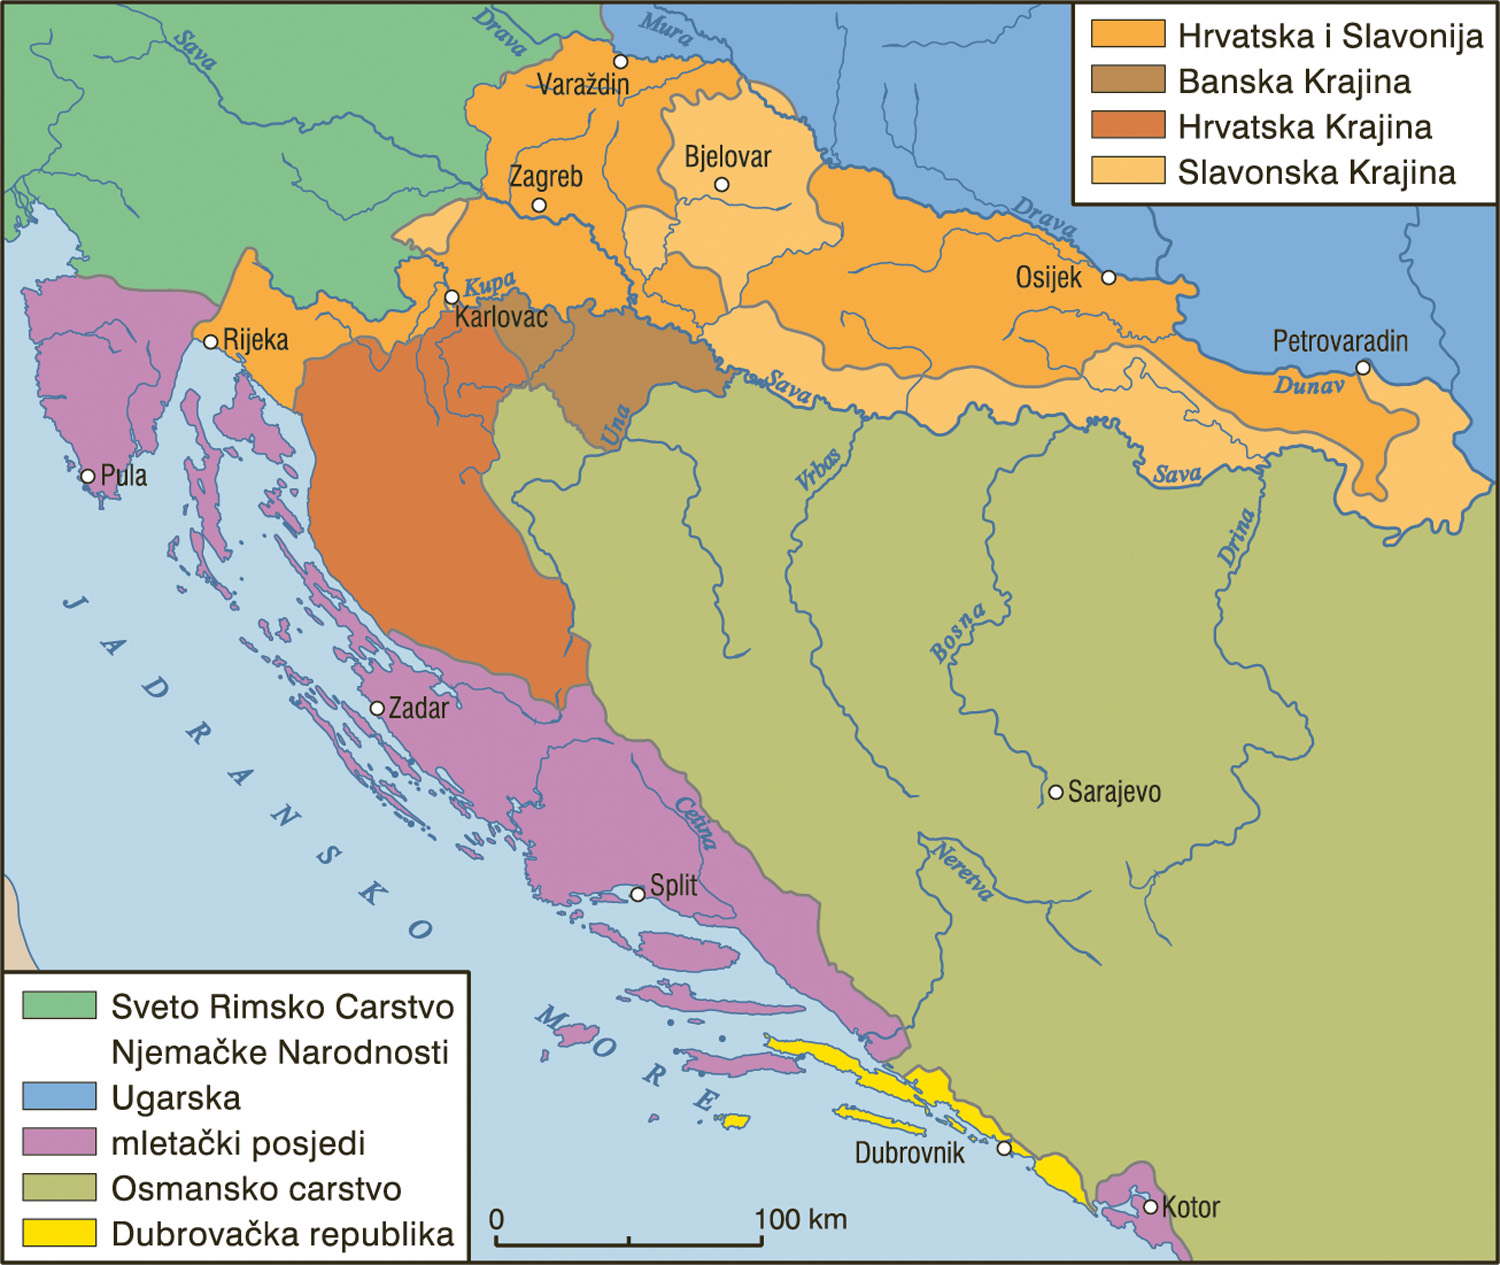 Hrvatska i Slavonija
Banska Krajina
Hrvatska Krajina
Slavonska Krajina
Sava
Drava
Mura
Varaždin
Bjelovar
Zagreb
Drava
Osijek
Kupa
Karlovac
Rijeka
Petrovaradin
Dunav
Sava
Una
Pula
Vrbas
Sava
Drina
Bosna
Zadar
Sarajevo
Cetina
Neretva
Split
JADRANSKO
MORE
Dubrovnik
Kotor
Sveto Rimsko Carstvo
Njemačke Narodnosti
Ugarska
mletački posjedi
Osmansko carstvo
Dubrovačka republika
0 100 km